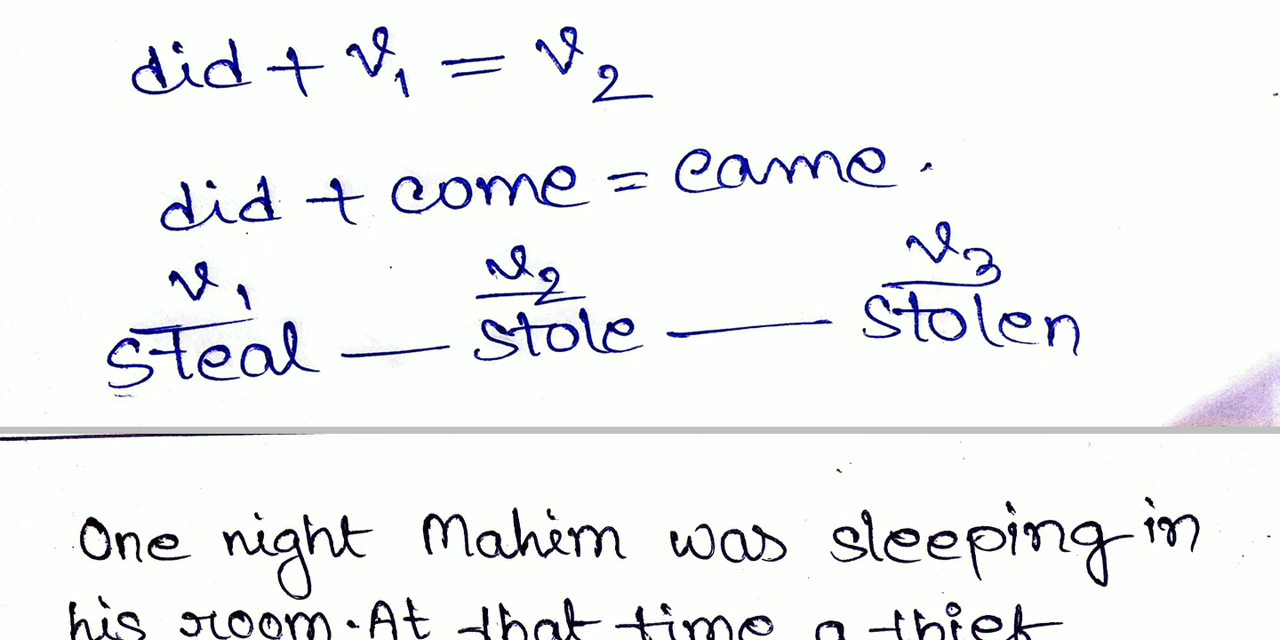 did + V₁ = V₂
did + come = came.
V₁ V₂ V₃
steal — stole — stolen
One night Mahim was sleeping in
his room. At that time a thief